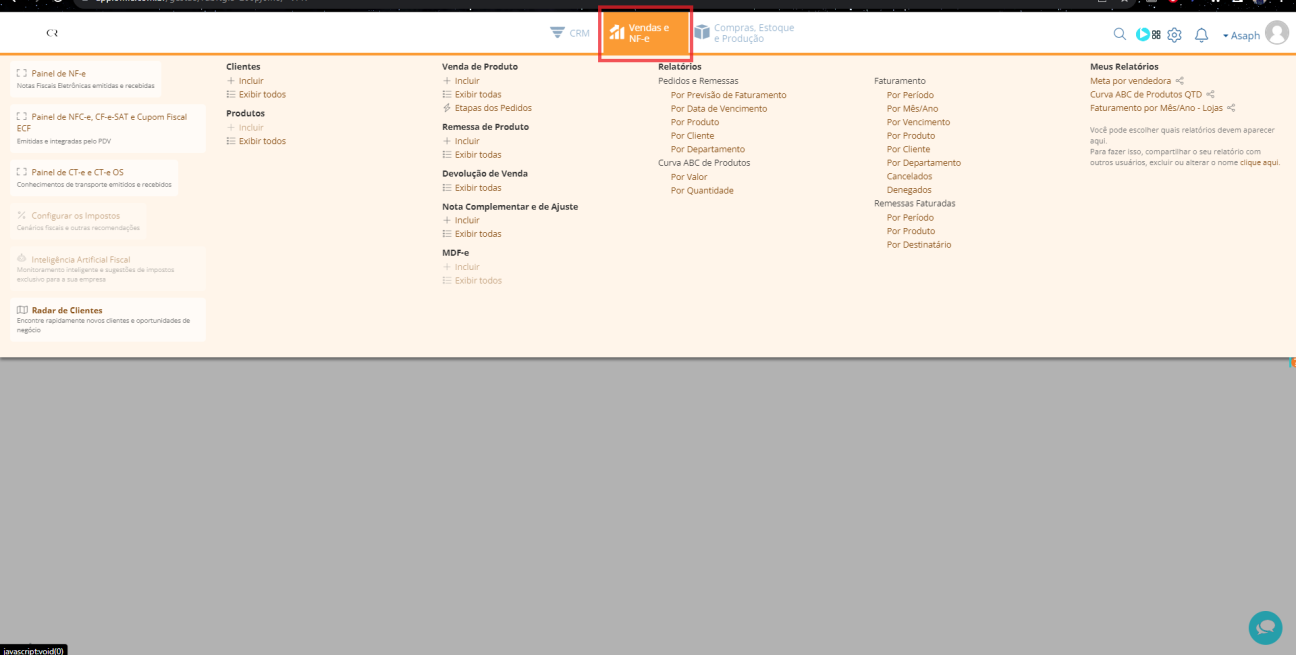 CR
CRM
Vendas e
NF-e
Compras, Estoque
e Produção
88
Asaph
Painel de NF-e
Notas Fiscais Eletrônicas emitidas e recebidas
Painel de NFC-e, CF-e-SAT e Cupom Fiscal
ECF
Emitidas e integradas pelo PDV
Painel de CT-e e CT-e OS
Conhecimentos de transporte emitidos e recebidos
Configurar os Impostos
Cenários fiscais e outras recomendações
Inteligência Artificial Fiscal
Monitoramento inteligente e sugestões de impostos
exclusivo para a sua empresa
Radar de Clientes
Encontre rapidamente novos clientes e oportunidades de
negócio
Clientes
+ Incluir
Exibir todos
Produtos
+ Incluir
Exibir todos
Venda de Produto
+ Incluir
Exibir todas
Etapas dos Pedidos
Remessa de Produto
+ Incluir
Exibir todas
Devolução de Venda
Exibir todas
Nota Complementar e de Ajuste
+ Incluir
Exibir todas
MDF-e
+ Incluir
Exibir todos
Relatórios
Pedidos e Remessas
Por Previsão de Faturamento
Por Data de Vencimento
Por Produto
Por Cliente
Por Departamento
Curva ABC de Produtos
Por Valor
Por Quantidade
Faturamento
Por Período
Por Mês/Ano
Por Vencimento
Por Produto
Por Cliente
Por Departamento
Cancelados
Denegados
Remessas Faturadas
Por Período
Por Produto
Por Destinatário
Meus Relatórios
Meta por vendedora
Curva ABC de Produtos QTD
Faturamento por Mês/Ano - Lojas
Você pode escolher quais relatórios devem aparecer
aqui.
Para fazer isso, compartilhar o seu relatório com
outros usuários, excluir ou alterar o nome clique aqui.
javascript:void(0)